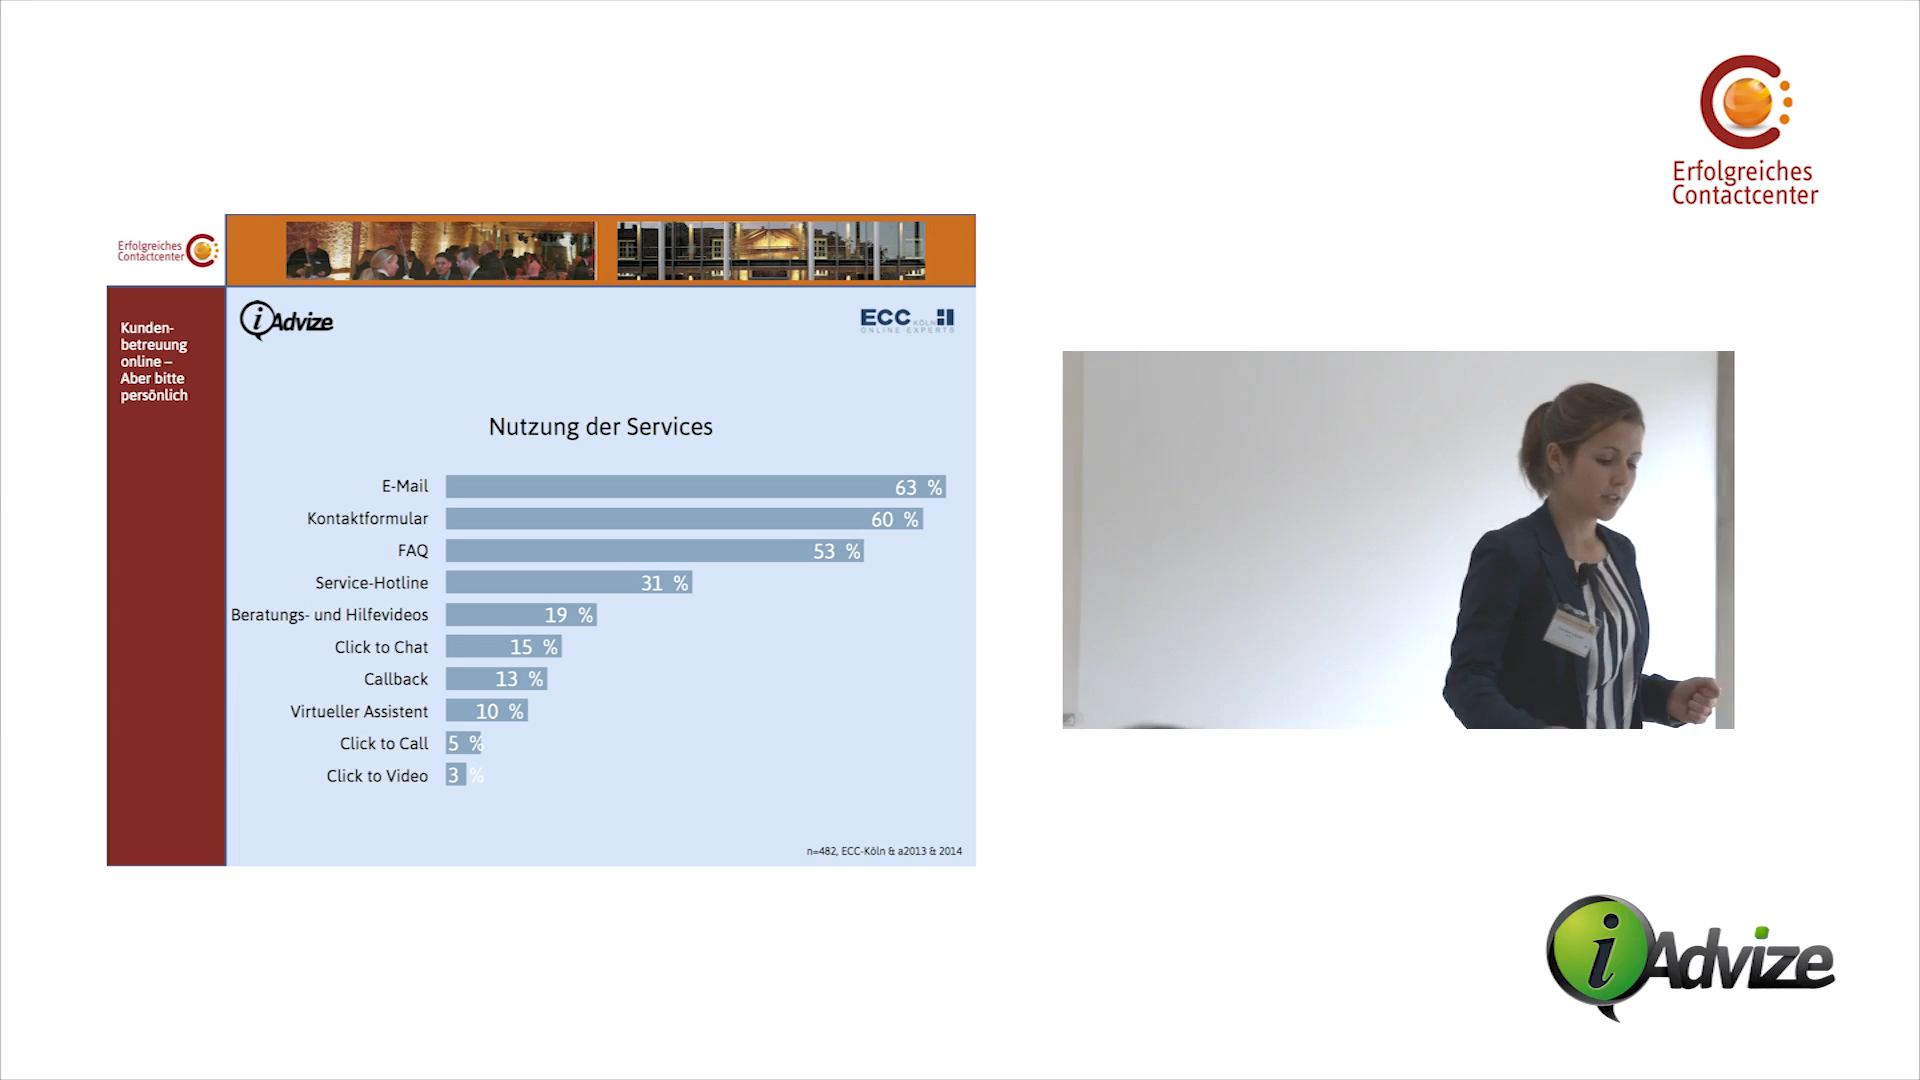 Erfolgreiches
Contactcenter
Erfolgreiches
Contactcenter
Kunden-
betreuung
online –
Aber bitte
persönlich
iAdvize
ECC KÖLN
ONLINE EXPERTS
Nutzung der Services
E-Mail 63 %
Kontaktformular 60 %
FAQ 53 %
Service-Hotline 31 %
Beratungs- und Hilfevideos 19 %
Click to Chat 15 %
Callback 13 %
Virtueller Assistent 10 %
Click to Call 5 %
Click to Video 3 %
n=482, ECC-Köln & a2013 & 2014
iAdvize